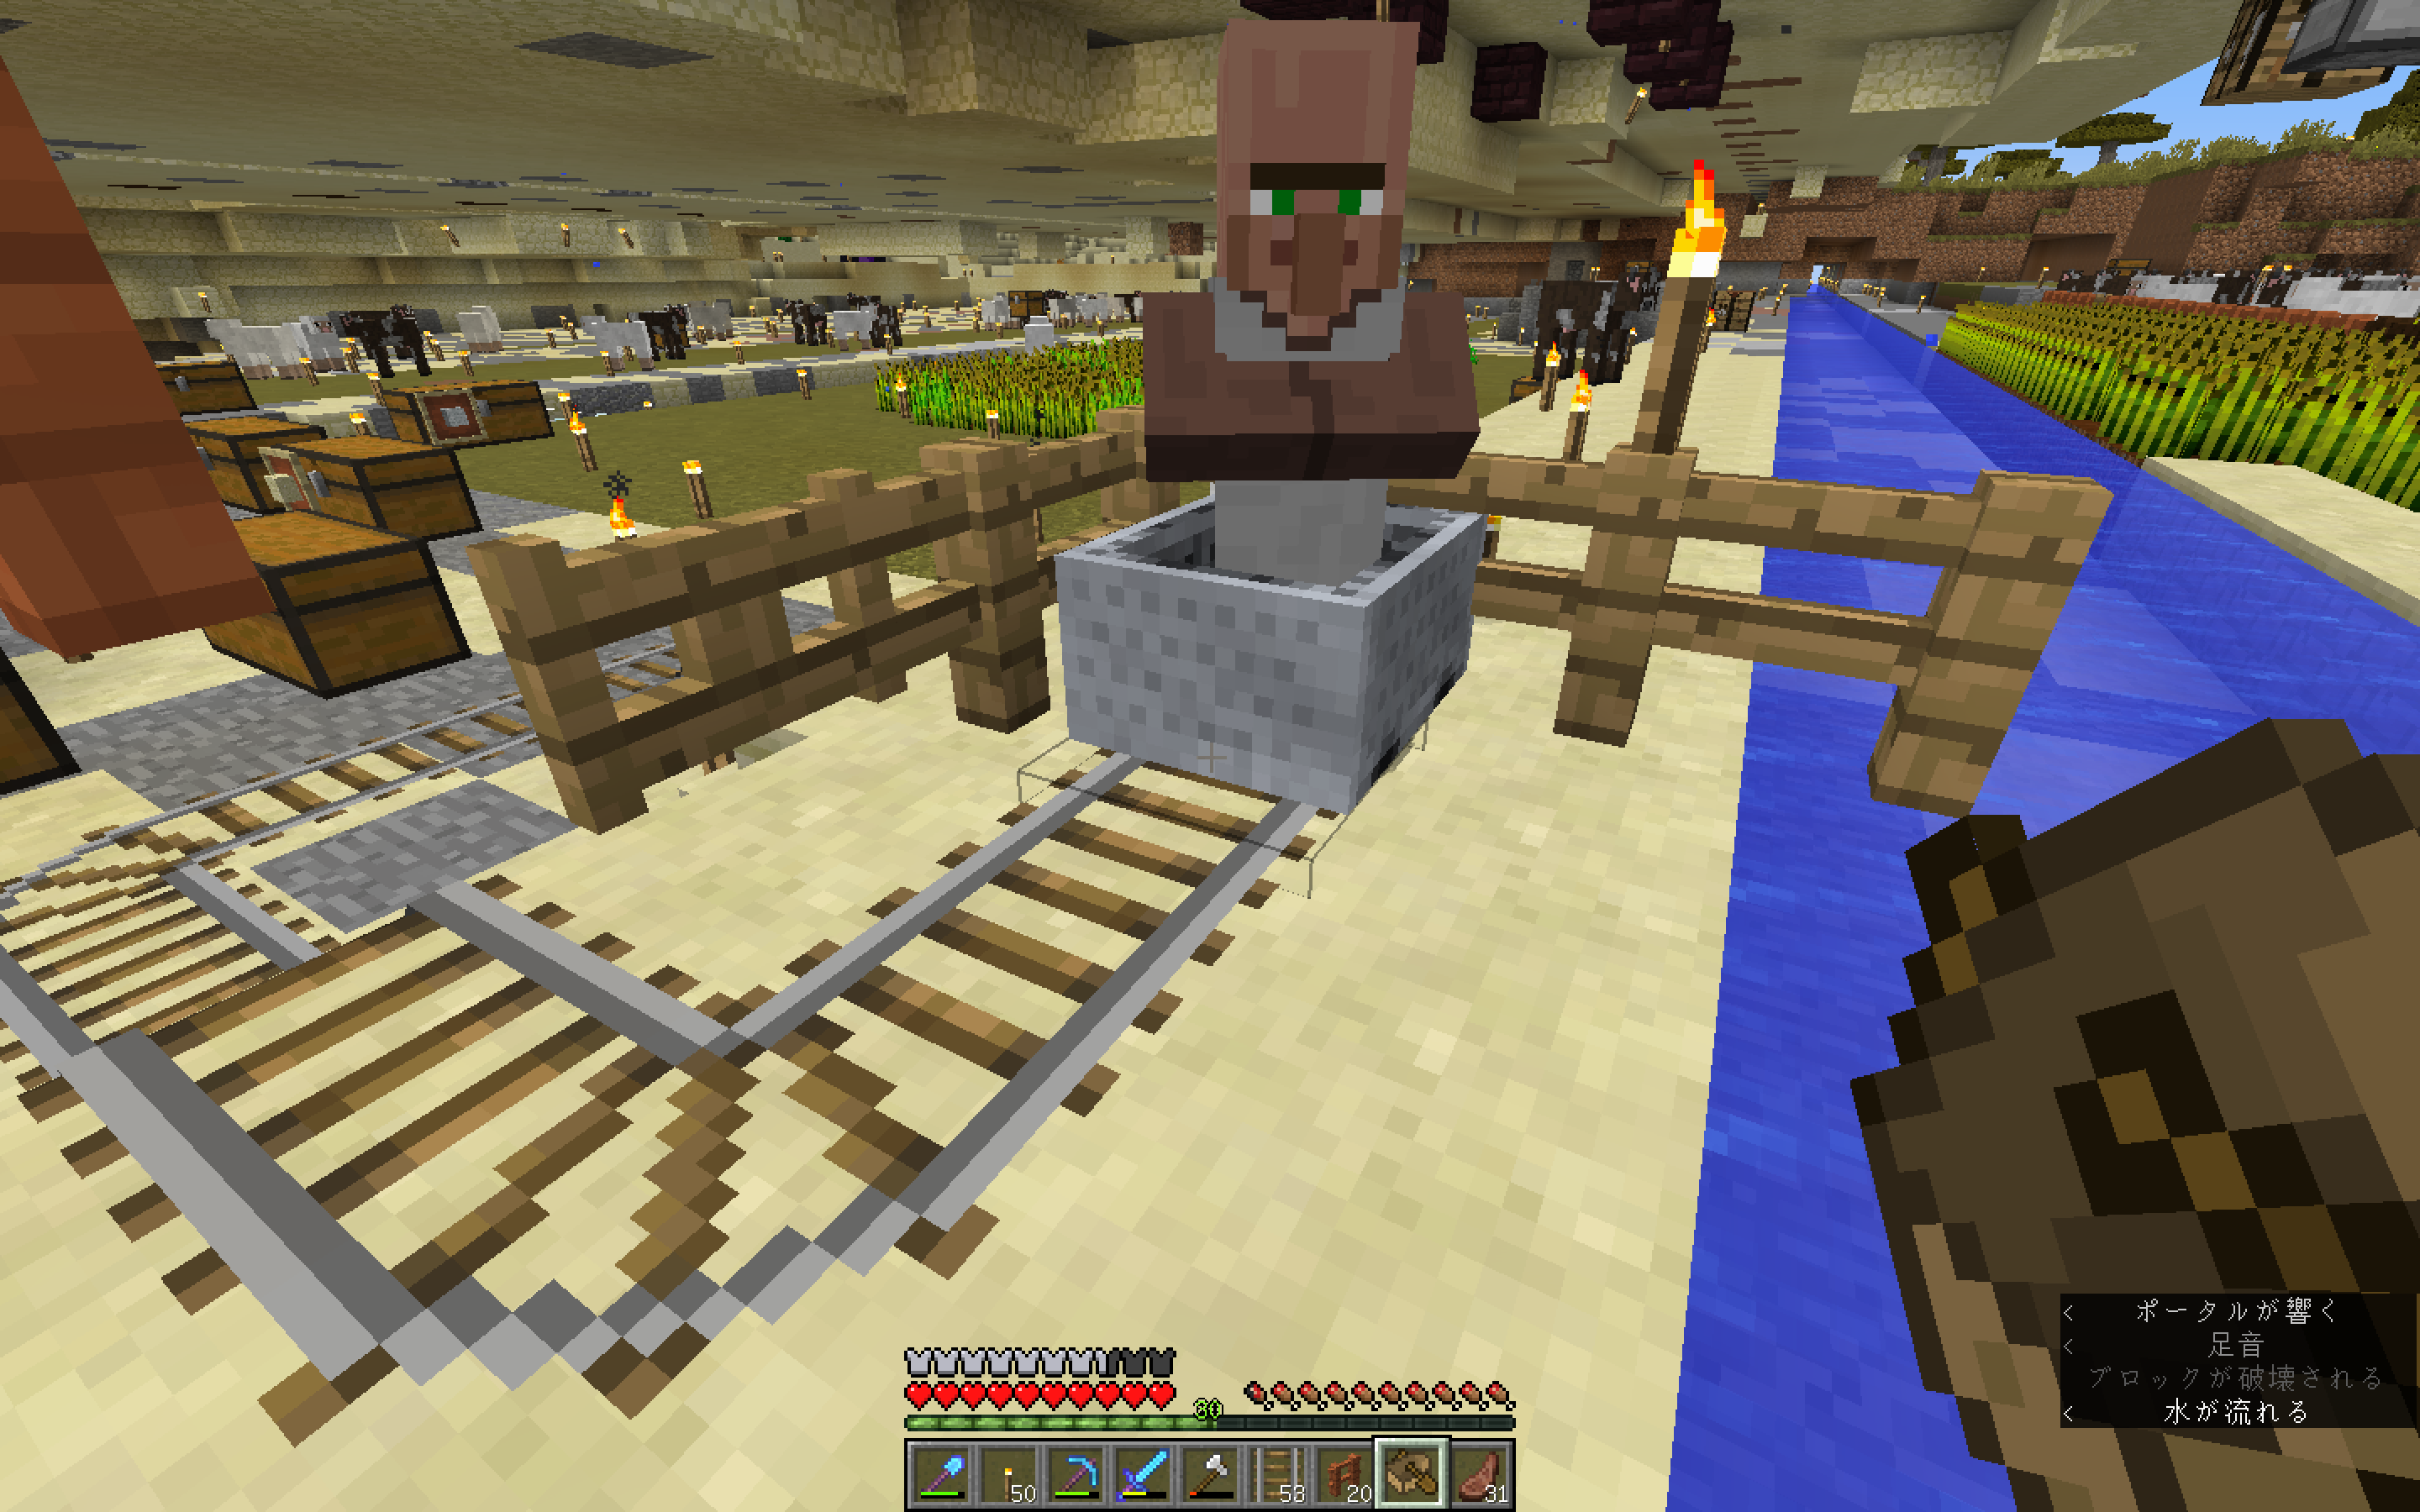 < ポータルが響く
< 足音
ブロックが破壊される
< 水が流れる
80
50 53 20 31